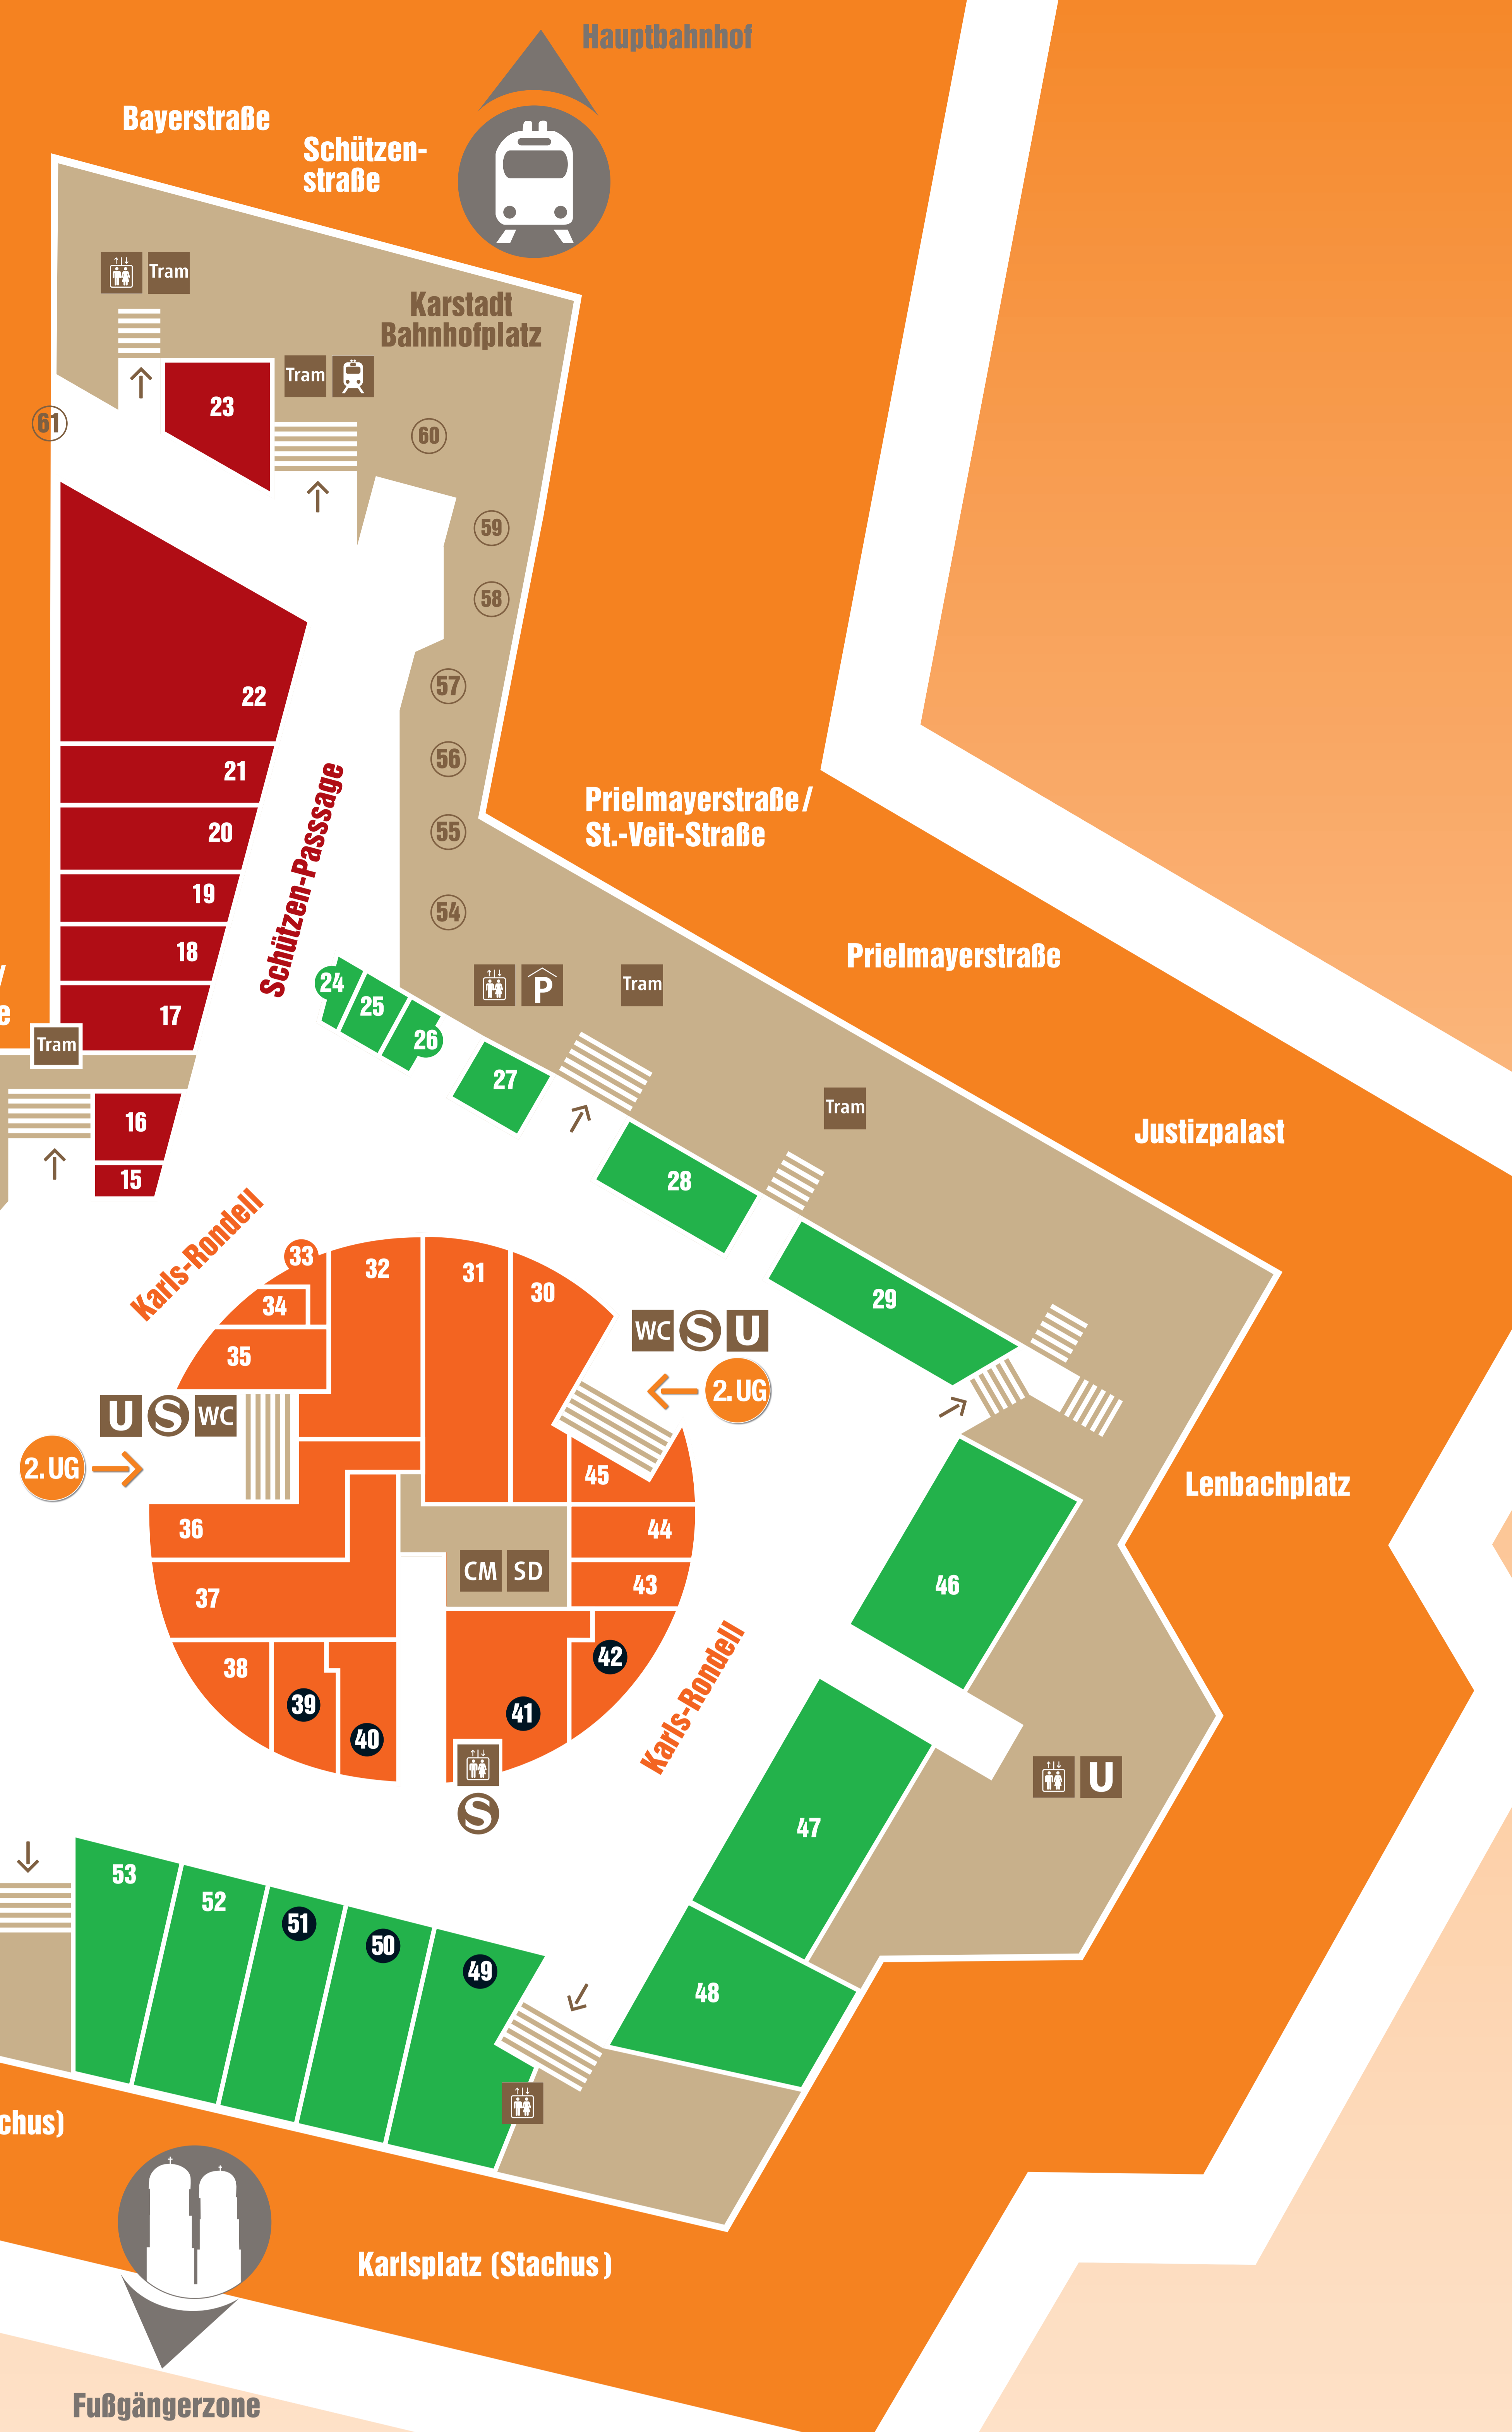 Hauptbahnhof
Bayerstraße
Schützen-
straße
Tram
Karstadt
Bahnhofplatz
Tram
23
61
60
59
58
22
57
21
56
Prielmayerstraße/
St.-Veit-Straße
20
55
Schützen-Passsage
19
54
18
Prielmayerstraße
/
24
P
Tram
25
17
e
26
Tram
27
Tram
16
Justizpalast
15
28
Karls-Rondell
33
32
31
30
29
34
WC S U
35
2.UG
U S WC
2.UG
45
Lenbachplatz
36
44
CM SD
43
46
37
42
38
39
41
40
Karls-Rondell
U
S
47
53
52
51
50
49
48
chus)
Karlsplatz (Stachus)
Fußgängerzone